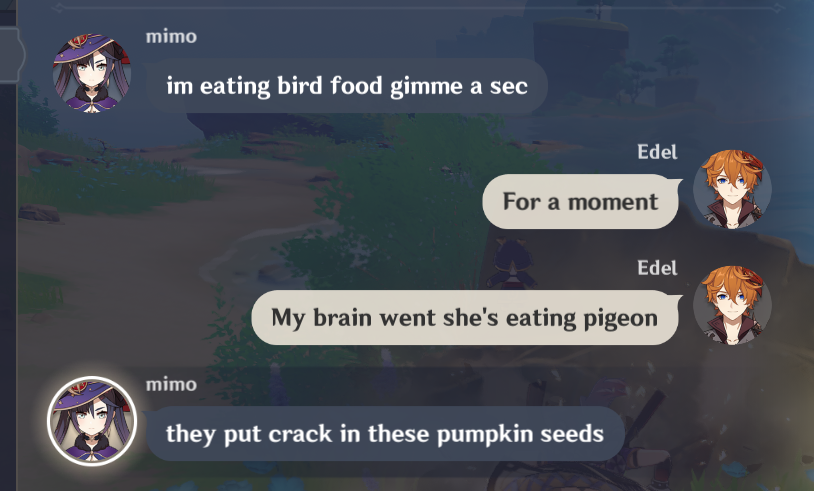 mimo
im eating bird food gimme a sec
Edel
For a moment
Edel
My brain went she's eating pigeon
mimo
they put crack in these pumpkin seeds